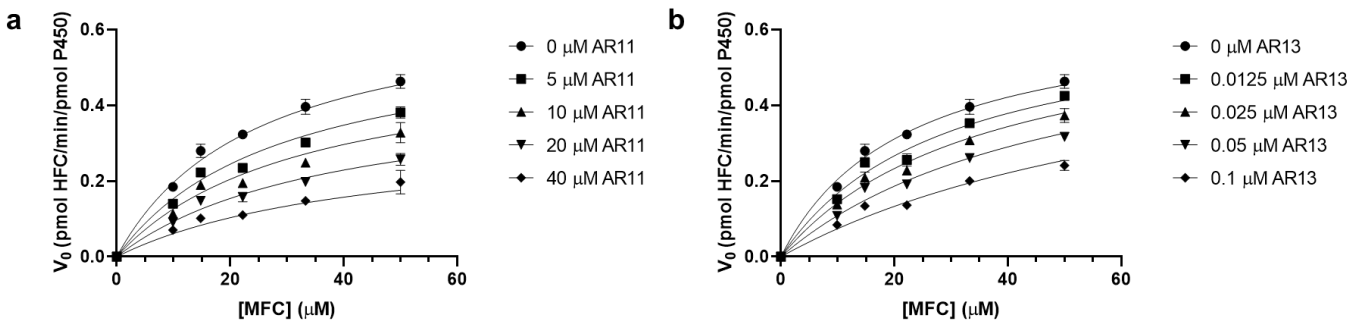 a
0.6
0.4
0.2
0.0
0
20
40
60
V₀ (pmol HFC/min/pmol P450)
[MFC] (μM)
0 μM AR11
5 μM AR11
10 μM AR11
20 μM AR11
40 μM AR11
b
0.6
0.4
0.2
0.0
0
20
40
60
V₀ (pmol HFC/min/pmol P450)
[MFC] (μM)
0 μM AR13
0.0125 μM AR13
0.025 μM AR13
0.05 μM AR13
0.1 μM AR13